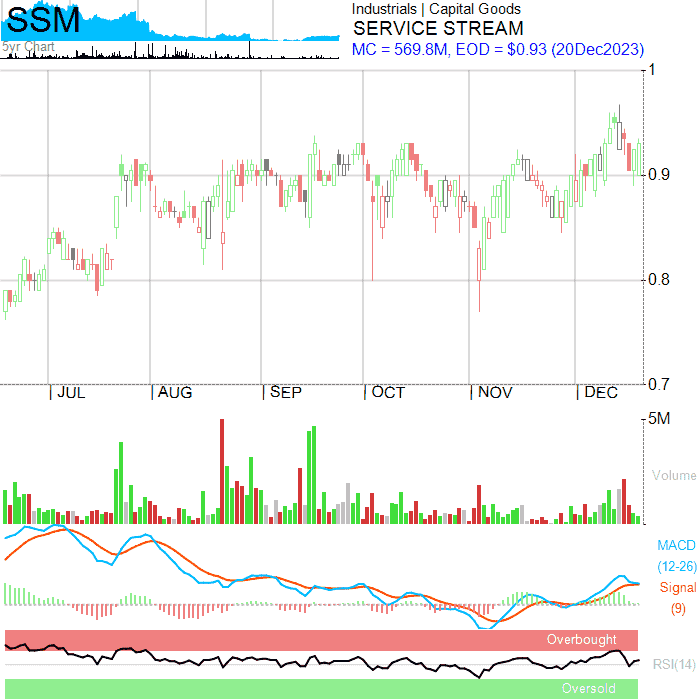 SSM
5yr Chart
Industrials | Capital Goods
SERVICE STREAM
MC = 569.8M, EOD = $0.93 (20Dec2023)
1
0.9
0.8
0.7
| JUL | AUG | SEP | OCT | NOV | DEC
5M
Volume
MACD
(12-26)
Signal
(9)
Overbought
RSI(14)
Oversold